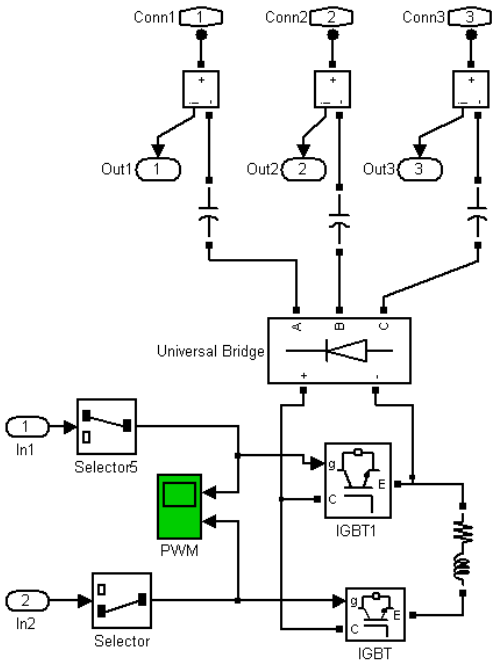 Conn1 1 Conn2 2 Conn3 3
+ + +
i - i - i -
Out1 1 Out2 2 Out3 3
A B C
Universal Bridge
+ -
1
In1
Selector5
g
C E
IGBT1
PWM
2
In2
Selector
g
C E
IGBT